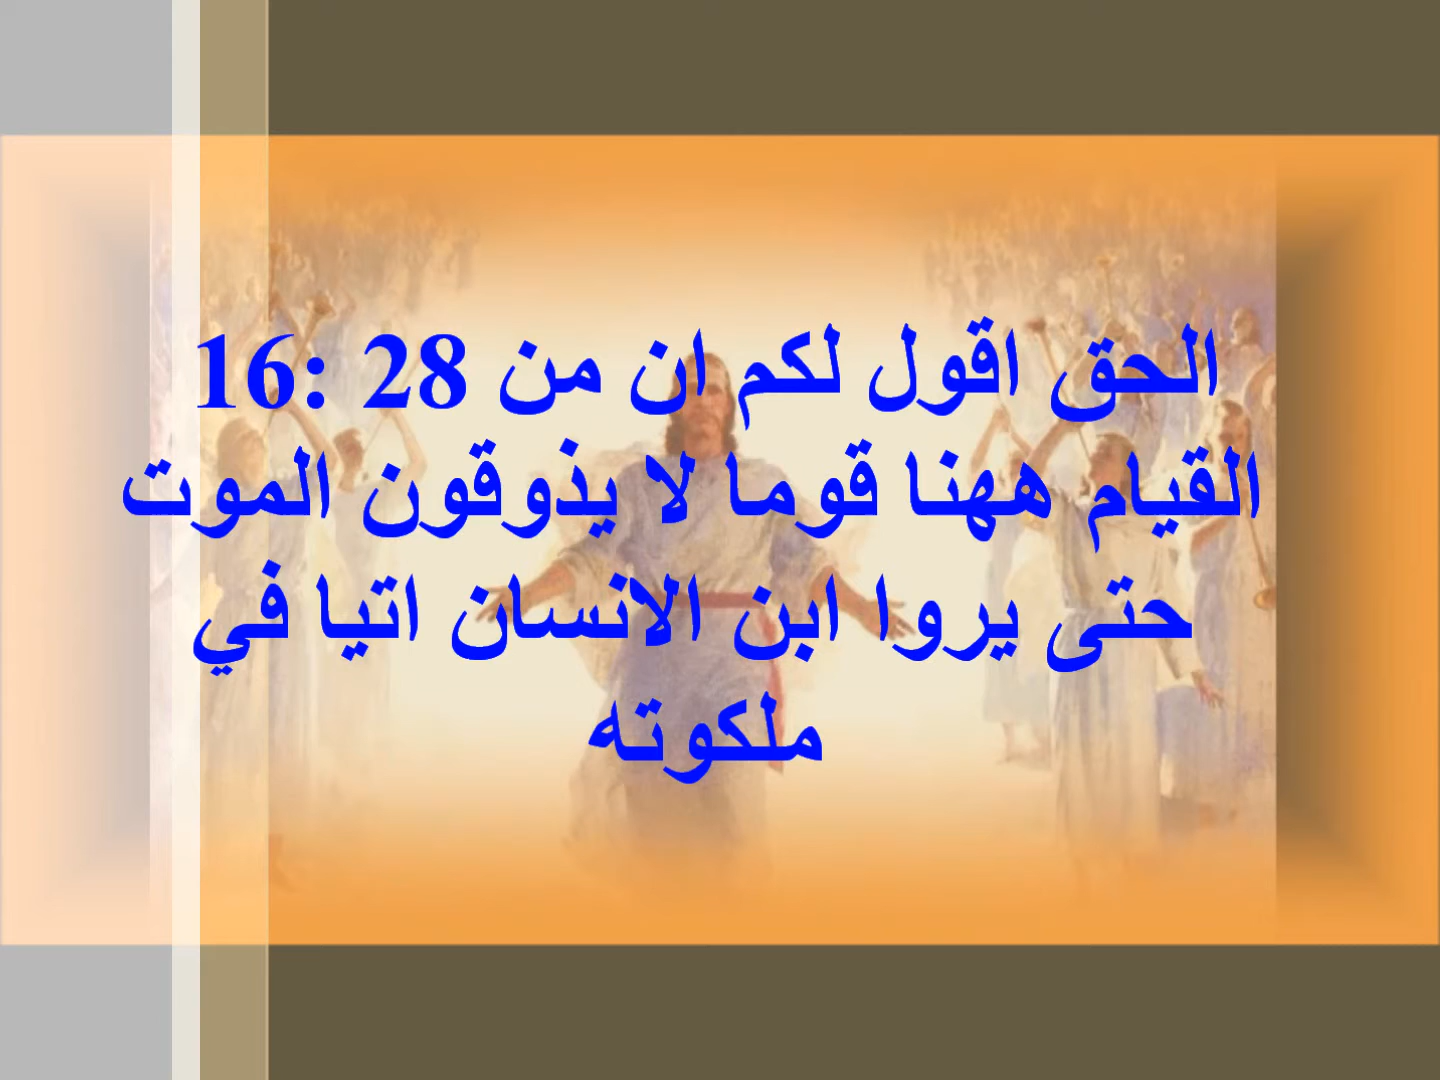 16: 28 الحق اقول لكم ان من
القيام ههنا قوما لا يذوقون الموت
حتى يروا ابن الانسان اتيا في
ملكوته